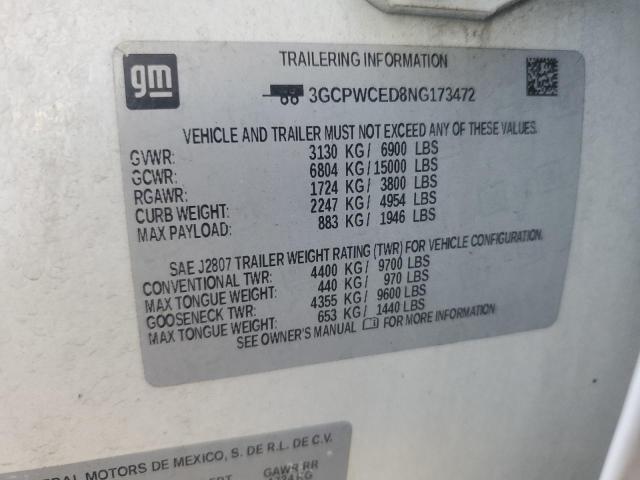 gm
TRAILERING INFORMATION
3GCPWCED8NG173472
VEHICLE AND TRAILER MUST NOT EXCEED ANY OF THESE VALUES.
GVWR: 3130 KG/ 6900 LBS
GCWR: 6804 KG/ 15000 LBS
RGAWR: 1724 KG/ 3800 LBS
CURB WEIGHT: 2247 KG/ 4954 LBS
MAX PAYLOAD: 883 KG/ 1946 LBS
SAE J2807 TRAILER WEIGHT RATING (TWR) FOR VEHICLE CONFIGURATION.
CONVENTIONAL TWR: 4400 KG/ 9700 LBS
MAX TONGUE WEIGHT: 440 KG/ 970 LBS
GOOSENECK TWR: 4355 KG/ 9600 LBS
MAX TONGUE WEIGHT: 653 KG/ 1440 LBS
SEE OWNER'S MANUAL FOR MORE INFORMATION
MOTORS DE MEXICO, S. DE R.L. DE C.V.
GAWR RR